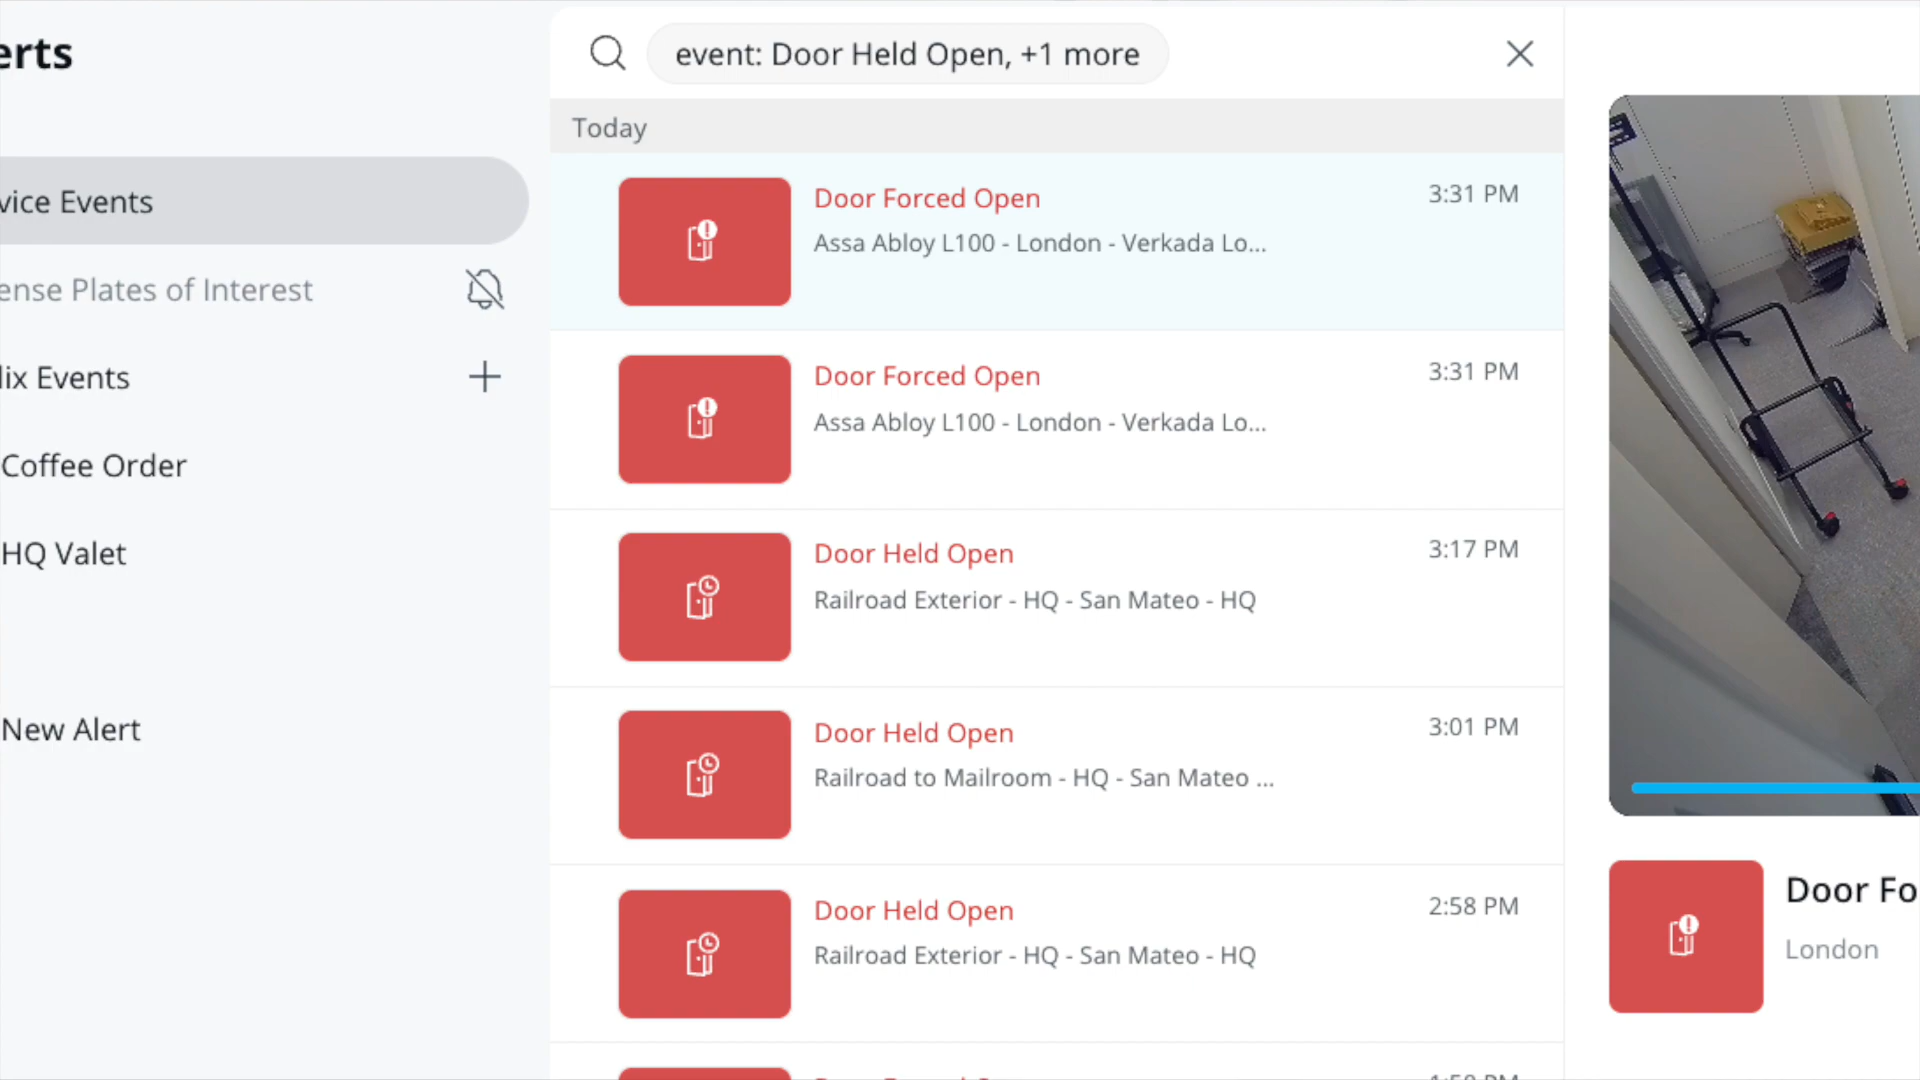 erts
event: Door Held Open, +1 more
Today
vice Events
ense Plates of Interest
lix Events
Coffee Order
HQ Valet
New Alert
Door Forced Open
3:31 PM
Assa Abloy L100 - London - Verkada Lo...
Door Forced Open
3:31 PM
Assa Abloy L100 - London - Verkada Lo...
Door Held Open
3:17 PM
Railroad Exterior - HQ - San Mateo - HQ
Door Held Open
3:01 PM
Railroad to Mailroom - HQ - San Mateo ...
Door Held Open
2:58 PM
Railroad Exterior - HQ - San Mateo - HQ
Door Fo
London